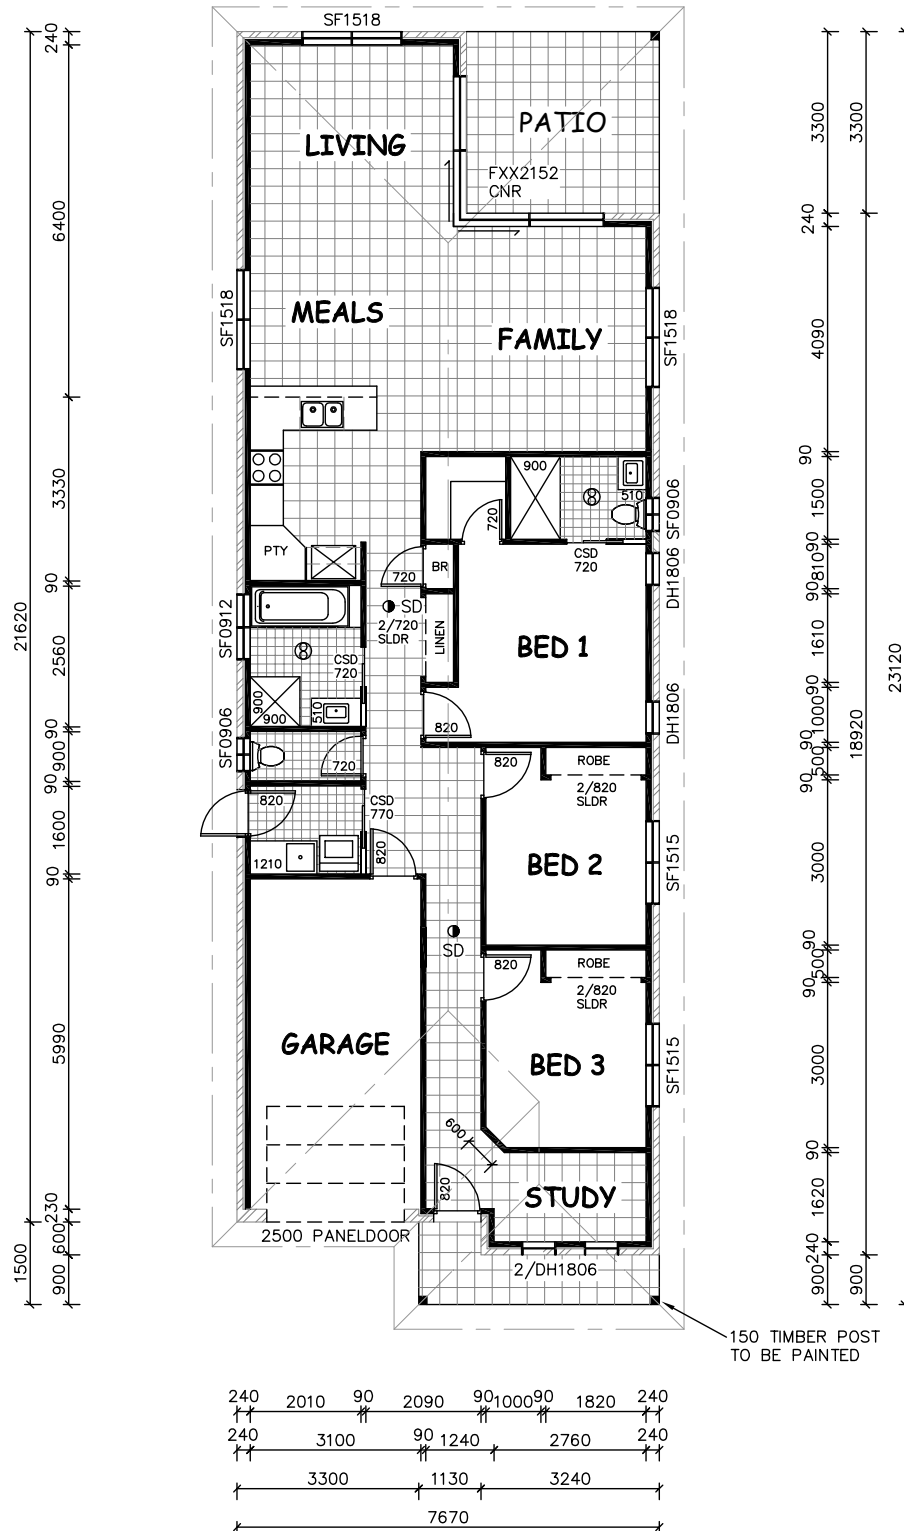 SF1518
LIVING
PATIO
FXX2152
CNR
MEALS
FAMILY
SF1518
SF1518
900
510
SF0906
720
CSD
720
PTY
720
BR
DH1806
SD
2/720
SLDR
LINEN
BED 1
SF0912
CSD
720
900
900
510
DH1806
820
SF0906
720
820
ROBE
2/820
SLDR
820
CSD
770
820
1210
BED 2
SF1515
SD
820
ROBE
2/820
SLDR
GARAGE
BED 3
SF1515
600
820
STUDY
2500 PANELDOOR
2/DH1806
150 TIMBER POST
TO BE PAINTED
21620
1500
240
6400
3330
90
2560
90
900
90
1600
90
5990
230
600
900
3300
240
4090
90
1500
90
810
90
1610
90
1000
90
500
90
3000
90
500
90
3000
90
1620
240
900
3300
18920
900
23120
240
2010
90
2090
90
1000
90
1820
240
240
3100
90
1240
2760
240
3300
1130
3240
7670